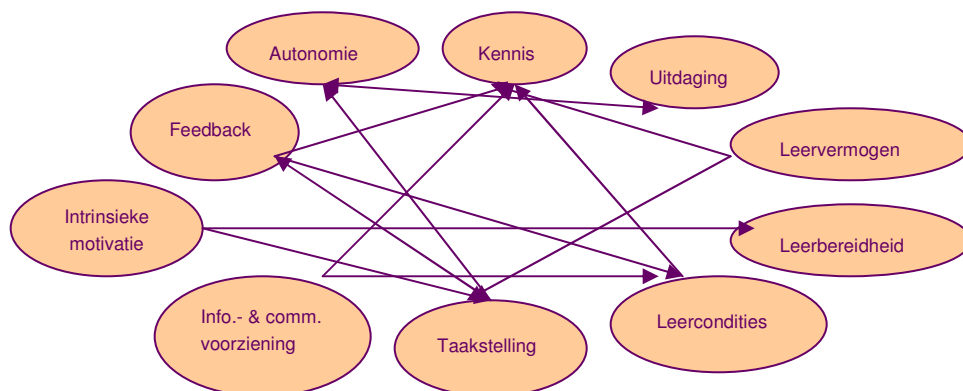 Autonomie
Kennis
Uitdaging
Feedback
Leervermogen
Intrinsieke
motivatie
Leerbereidheid
Info.- & comm.
voorziening
Taakstelling
Leercondities